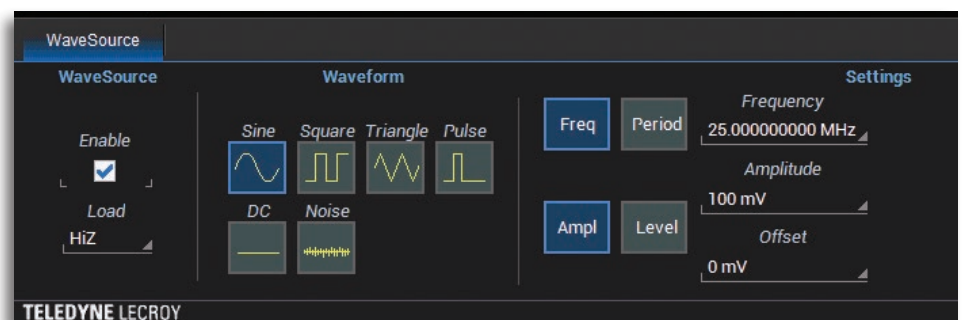 WaveSource
WaveSource Waveform Settings
Enable
Load
HiZ
Sine Square Triangle Pulse
DC Noise
Freq Period
Ampl Level
Frequency
25.000000000 MHz
Amplitude
100 mV
Offset
0 mV
TELEDYNE LECROY